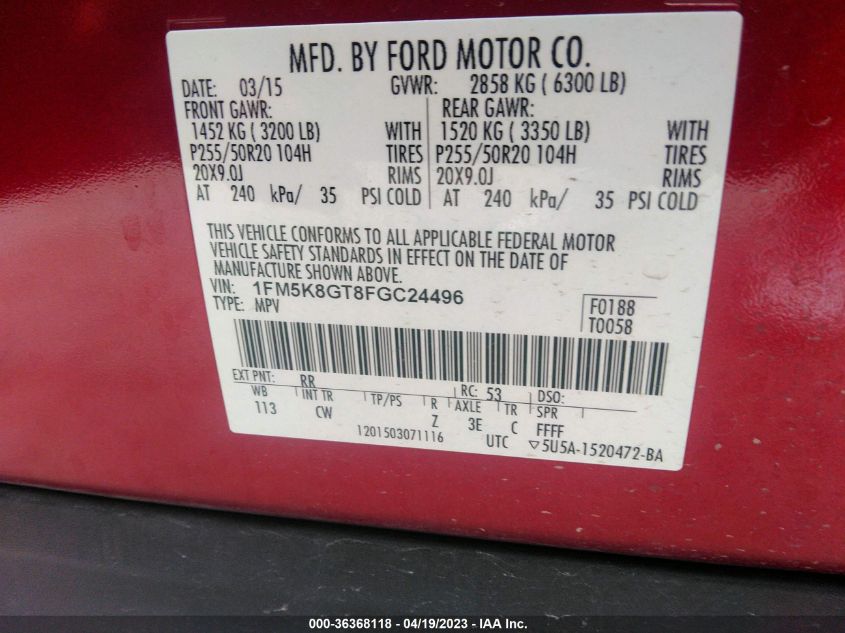 MFD. BY FORD MOTOR CO.
DATE: 03/15 GVWR: 2858 KG ( 6300 LB)
FRONT GAWR: REAR GAWR:
1452 KG ( 3200 LB) WITH 1520 KG ( 3350 LB) WITH
P255/50R20 104H TIRES P255/50R20 104H TIRES
20X9.0J RIMS 20X9.0J RIMS
AT 240 kPa/ 35 PSI COLD AT 240 kPa/ 35 PSI COLD
THIS VEHICLE CONFORMS TO ALL APPLICABLE FEDERAL MOTOR
VEHICLE SAFETY STANDARDS IN EFFECT ON THE DATE OF
MANUFACTURE SHOWN ABOVE.
VIN: 1FM5K8GT8FGC24496
TYPE: MPV
F0188
T0058
EXT PNT: RR RC: 53 DSO:
WB INT TR TP/PS R AXLE TR SPR
113 CW Z 3E C FFFF
1201503071116 UTC ▽5U5A-1520472-BA
000-36368118 - 04/19/2023 - IAA Inc.